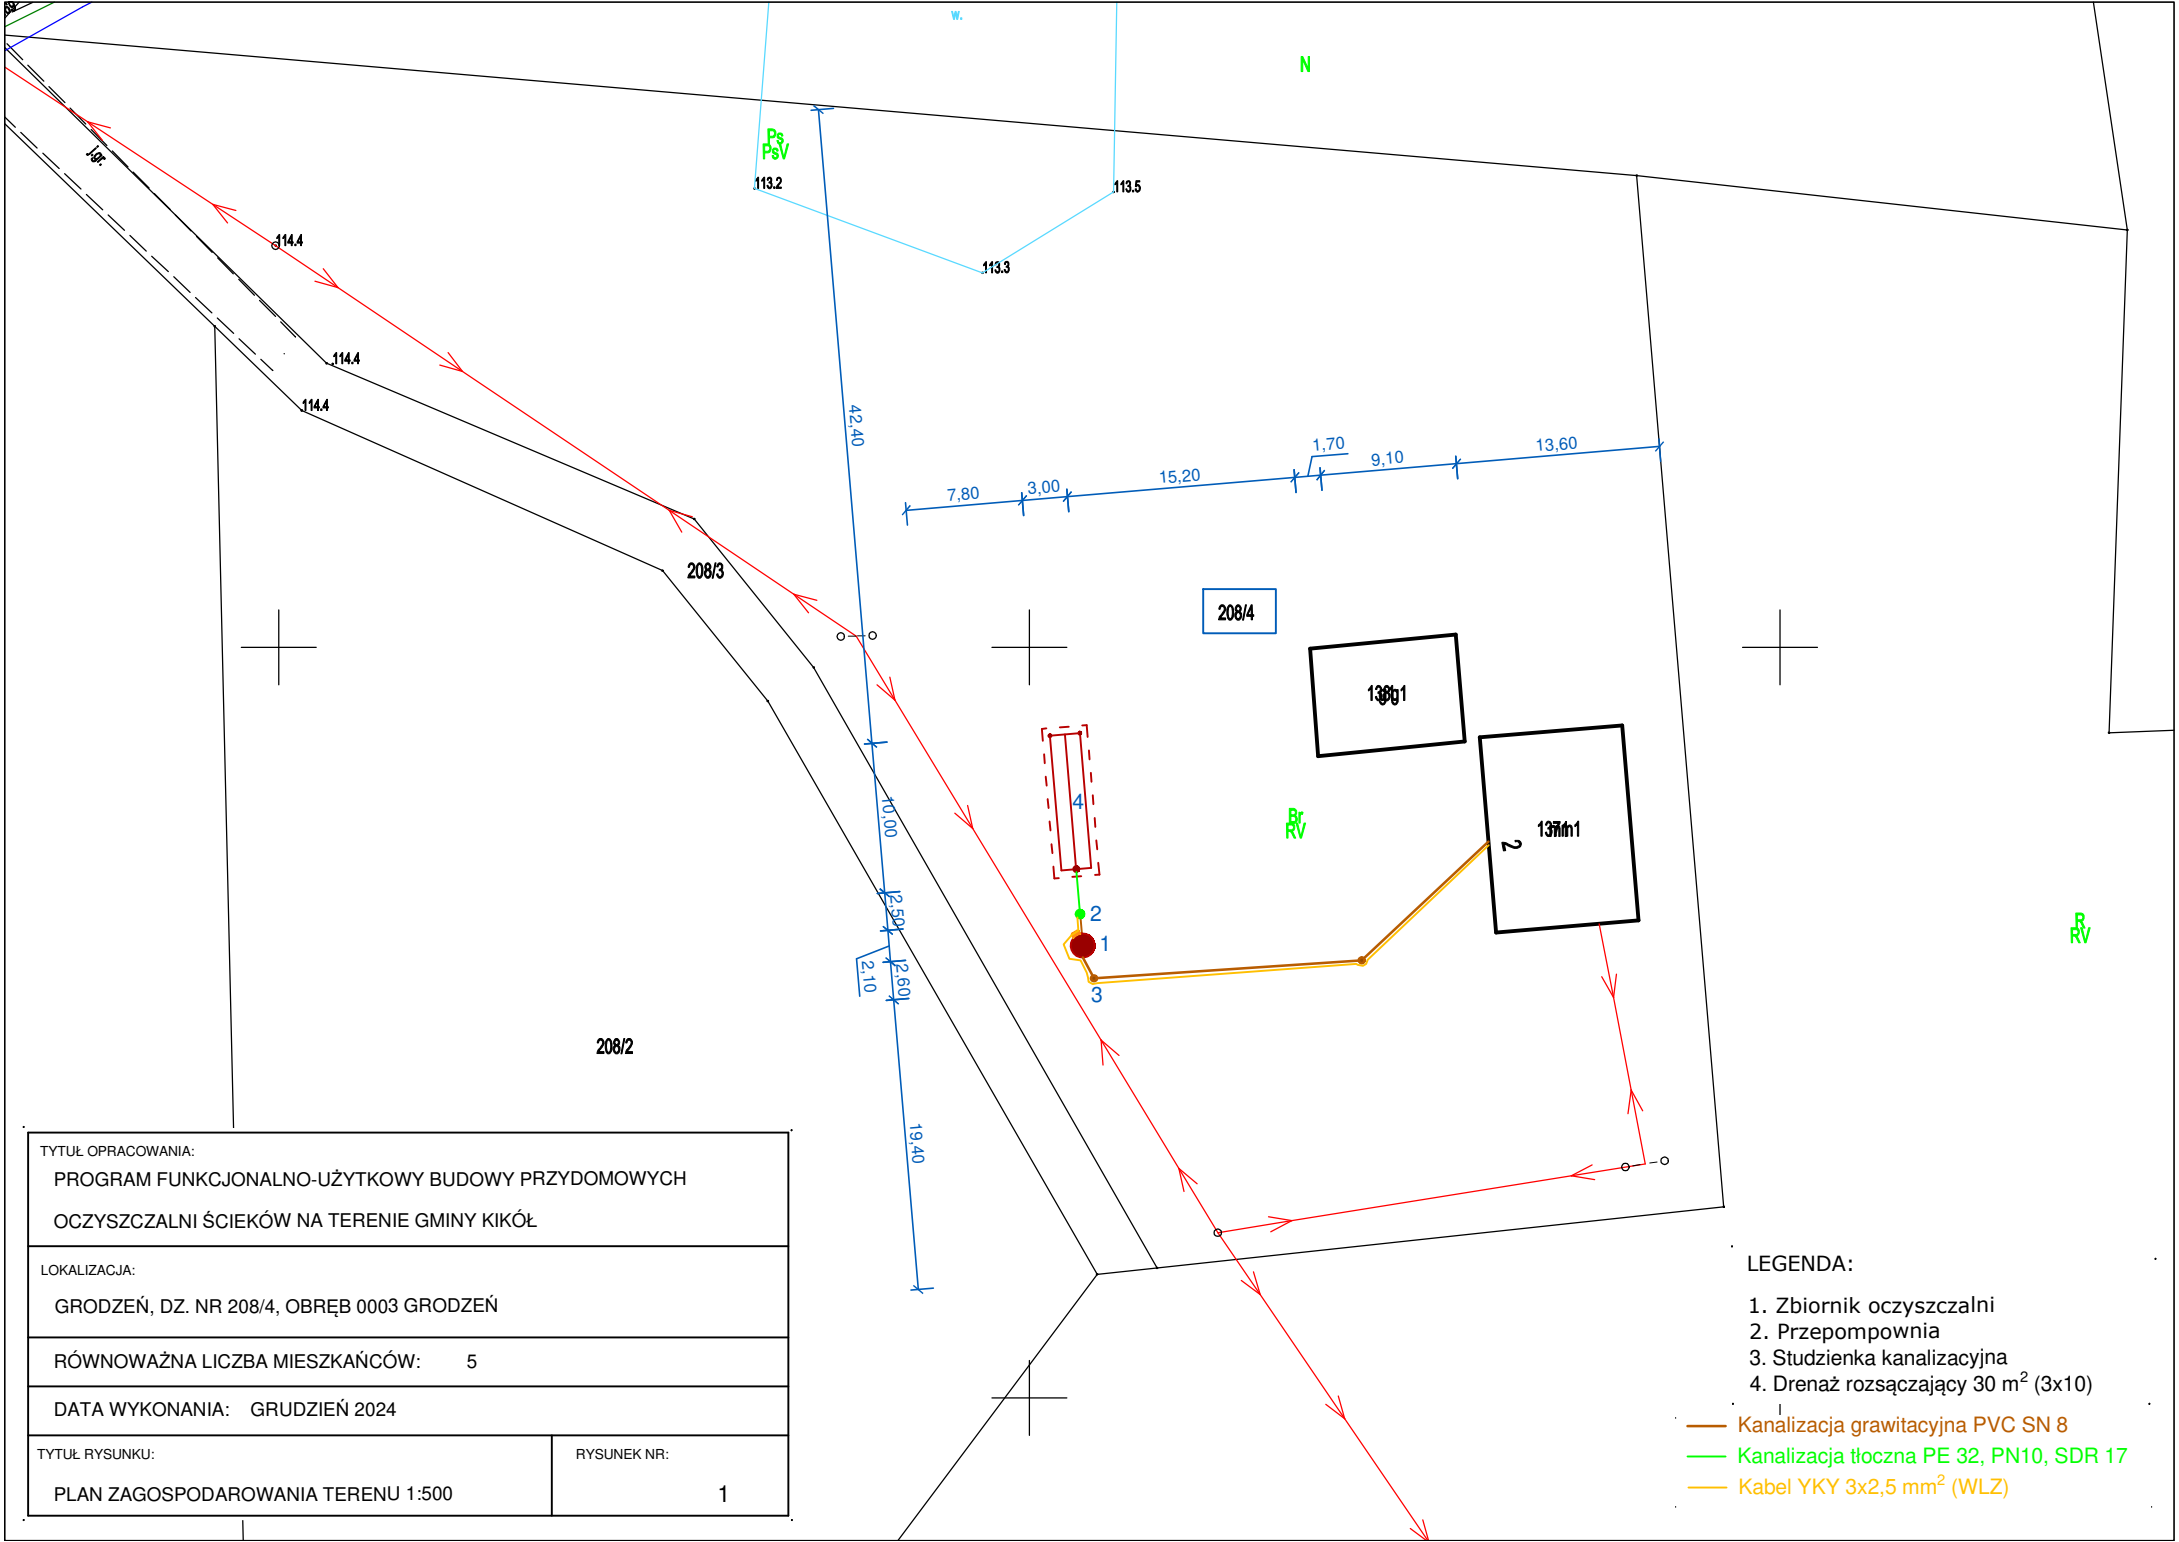 w.
N
Ps
PsV
113.2
113.5
113.3
j.gr.
114.4
114.4
114.4
42,40
7,80
3,00
15,20
1,70
9,10
13,60
208/3
208/4
4
10,00
Br
RV
2
2
1
3
2,50
2,10
2,60
R
RV
208/2
19,40
TYTUŁ OPRACOWANIA:
PROGRAM FUNKCJONALNO-UŻYTKOWY BUDOWY PRZYDOMOWYCH
OCZYSZCZALNI ŚCIEKÓW NA TERENIE GMINY KIKÓŁ
LOKALIZACJA:
GRODZEŃ, DZ. NR 208/4, OBRĘB 0003 GRODZEŃ
RÓWNOWAŻNA LICZBA MIESZKAŃCÓW: 5
DATA WYKONANIA: GRUDZIEŃ 2024
TYTUŁ RYSUNKU:
PLAN ZAGOSPODAROWANIA TERENU 1:500
RYSUNEK NR:
1
LEGENDA:
1. Zbiornik oczyszczalni
2. Przepompownia
3. Studzienka kanalizacyjna
4. Drenaż rozsączający 30 m² (3x10)
Kanalizacja grawitacyjna PVC SN 8
Kanalizacja tłoczna PE 32, PN10, SDR 17
Kabel YKY 3x2,5 mm² (WLZ)